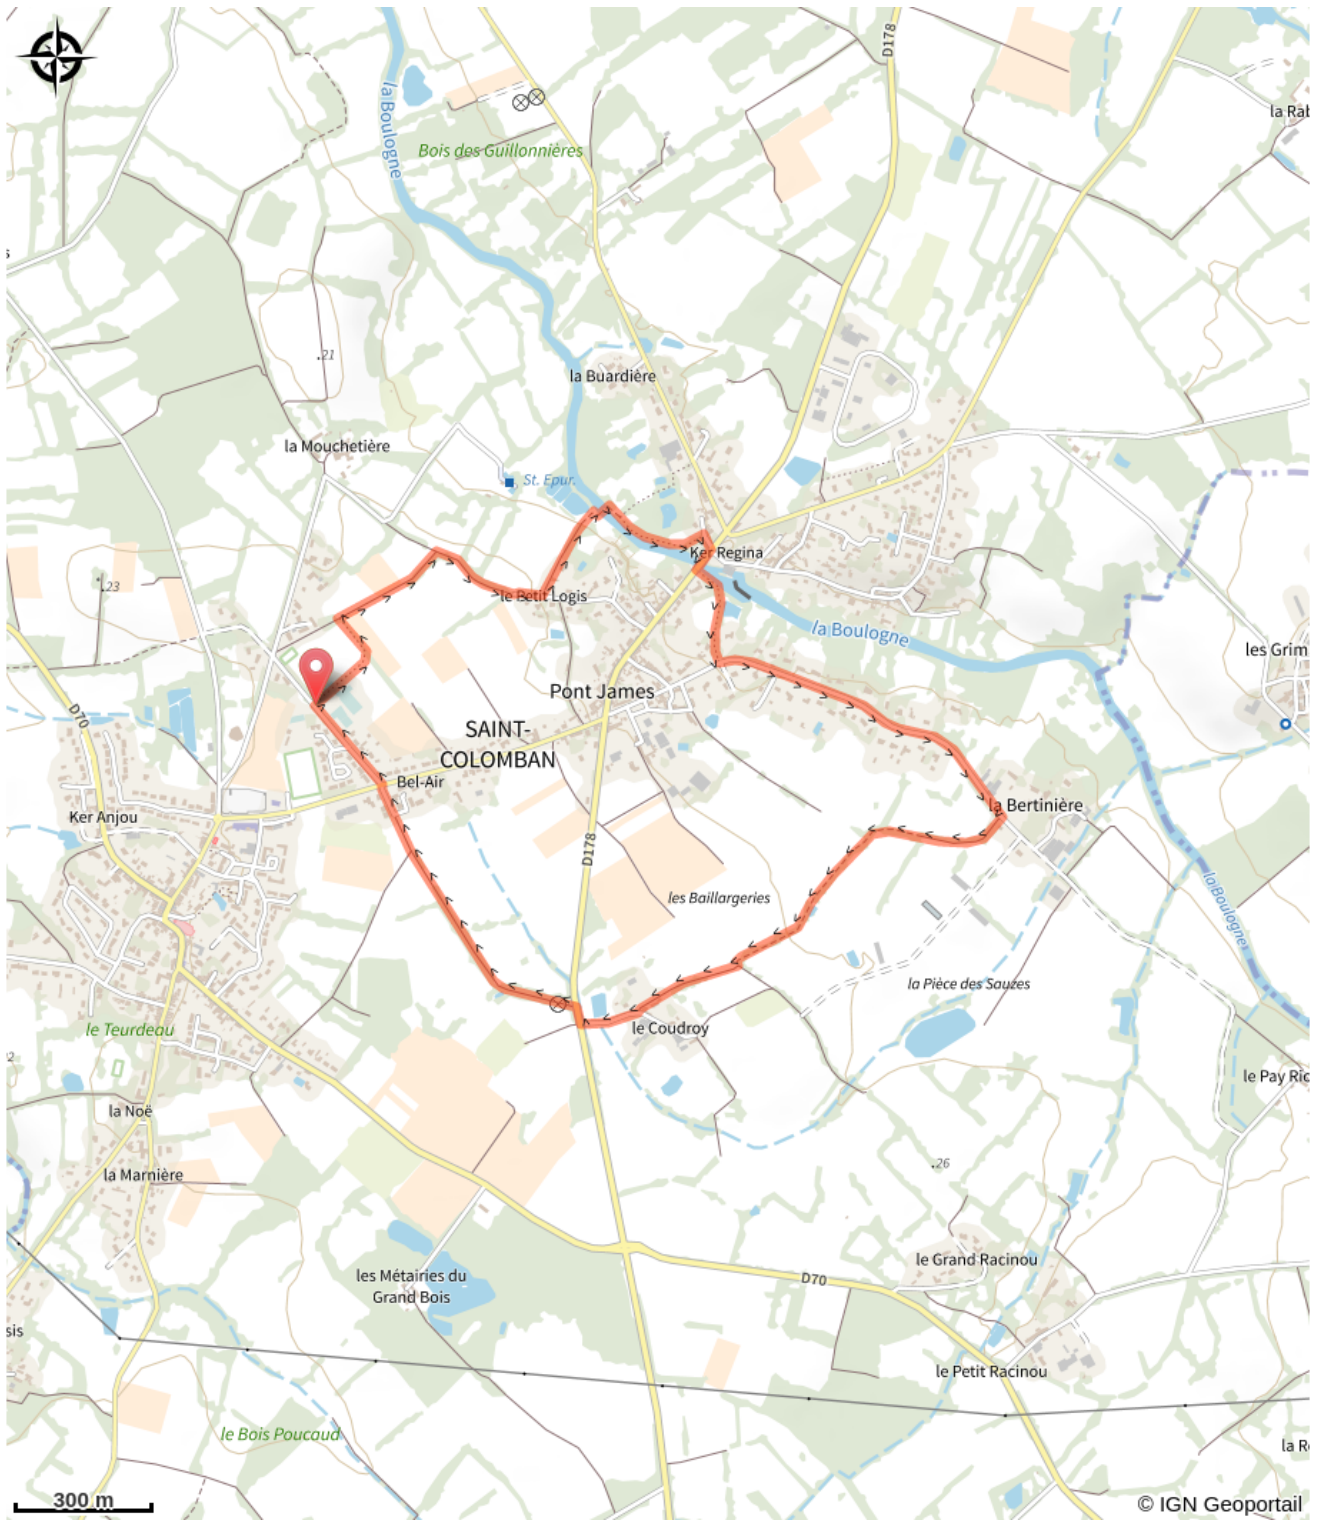 D178
la Boulogne
la Rab
Bois des Guillonnières
21
la Buardière
la Mouchetière
St. Epur.
Ker Regina
23
le Petit Logis
la Boulogne
les Grim
Pont James
D70
SAINT-
COLOMBAN
Bel-Air
la Bertinière
Ker Anjou
D178
les Baillargeries
la Boulogne
la Pièce des Sauzes
le Teurdeau
le Coudroy
le Pay Ric
la Noë
26
la Marnière
le Grand Racinou
les Métairies du
Grand Bois
D70
sis
le Petit Racinou
le Bois Poucaud
la R
300 m
© IGN Geoportail